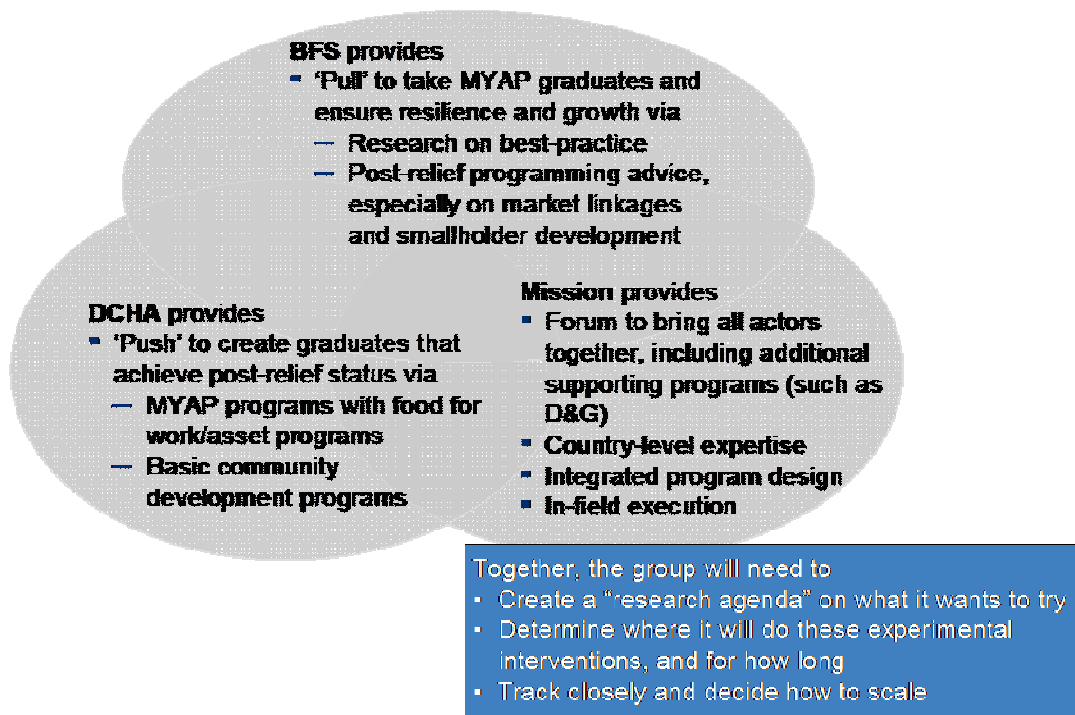 BFS provides
▪ ‘Pull’ to take MYAP graduates and
ensure resilience and growth via
— Research on best-practice
— Post-relief programming advice,
especially on market linkages
and smallholder development
DCHA provides
▪ ‘Push’ to create graduates that
achieve post-relief status via
— MYAP programs with food for
work/asset programs
— Basic community
development programs
Mission provides
▪ Forum to bring all actors
together, including additional
supporting programs (such as
D&G)
▪ Country-level expertise
▪ Integrated program design
▪ In-field execution
Together, the group will need to
▪ Create a “research agenda” on what it wants to try
▪ Determine where it will do these experimental
interventions, and for how long
▪ Track closely and decide how to scale